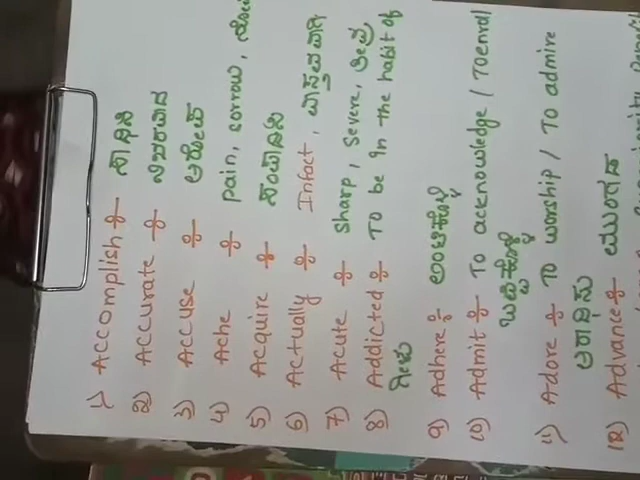 ೧) Accomplish ÷ ಸಾಧಿಸಿ
೨) Accurate ÷ ನಿಖರವಾದ
೩) Accuse ÷ ಆರೋಪ
೪) Ache ÷ pain, sorrow,
೫) Acquire ÷ ಸಂಪಾದಿಸು
೬) Actually ÷ Infact, ವಾಸ್ತವವಾಗಿ
೭) Acute ÷ sharp, severe, ತೀವ್ರ
೮) Addicted ÷ To be in the habit of
ಗೀಳು
೯) Adhere ÷ ಅಂಟಿಕೊಳ್ಳಿ
೧೦) Admit ÷ To acknowledge / To enrol
ಒಪ್ಪಿಕೊಳ್ಳಿ
೧೧) Adore ÷ To worship / To admire
ಆರಾಧಿಸು
೧೨) Advance ÷ ಮುಂಗಡ